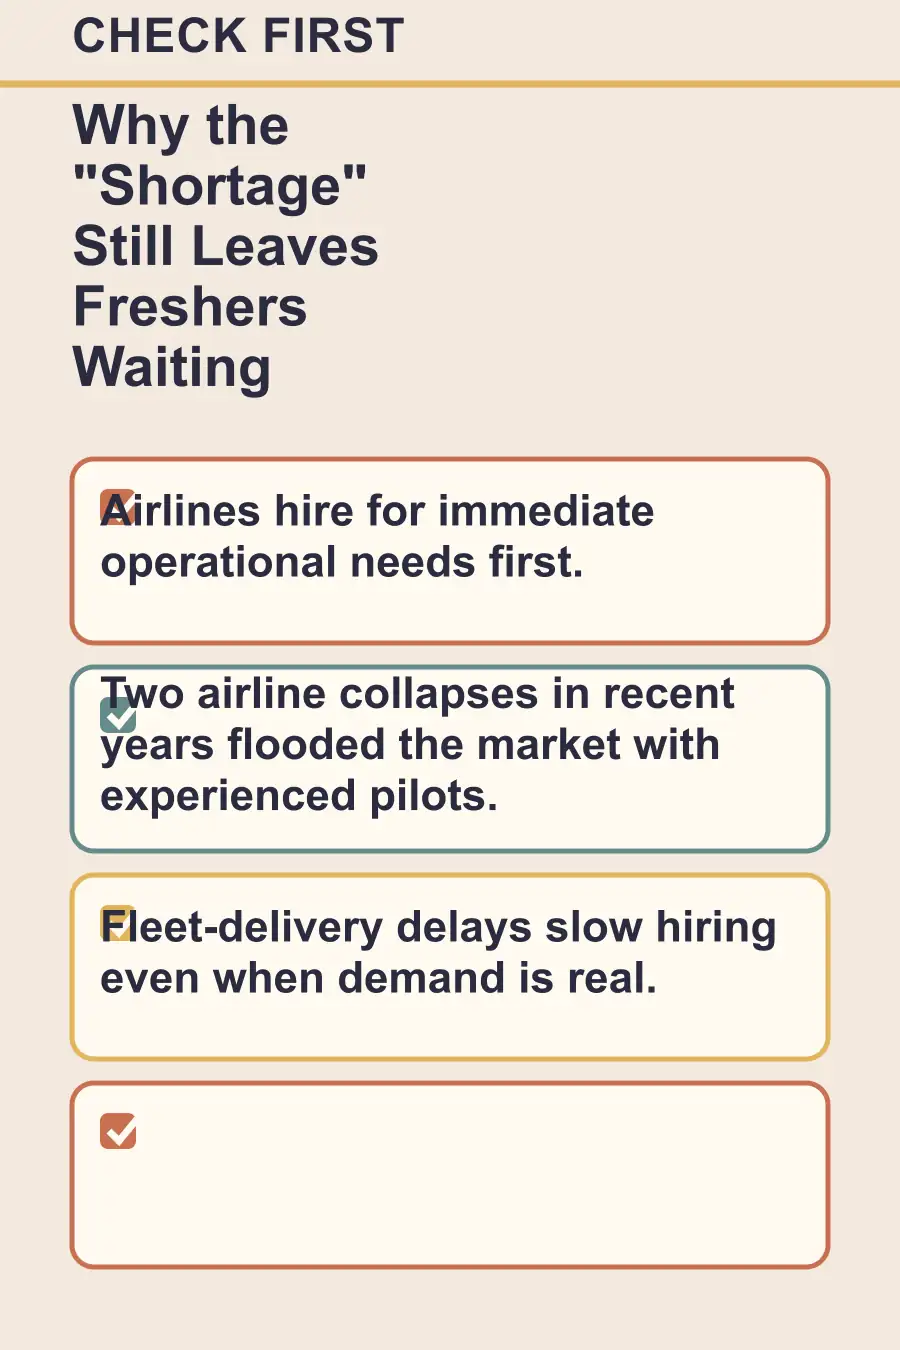 CHECK FIRST
Why the
"Shortage"
Still Leaves
Freshers
Waiting
Airlines hire for immediate
operational needs first.
Two airline collapses in recent
years flooded the market with
experienced pilots.
Fleet-delivery delays slow hiring
even when demand is real.